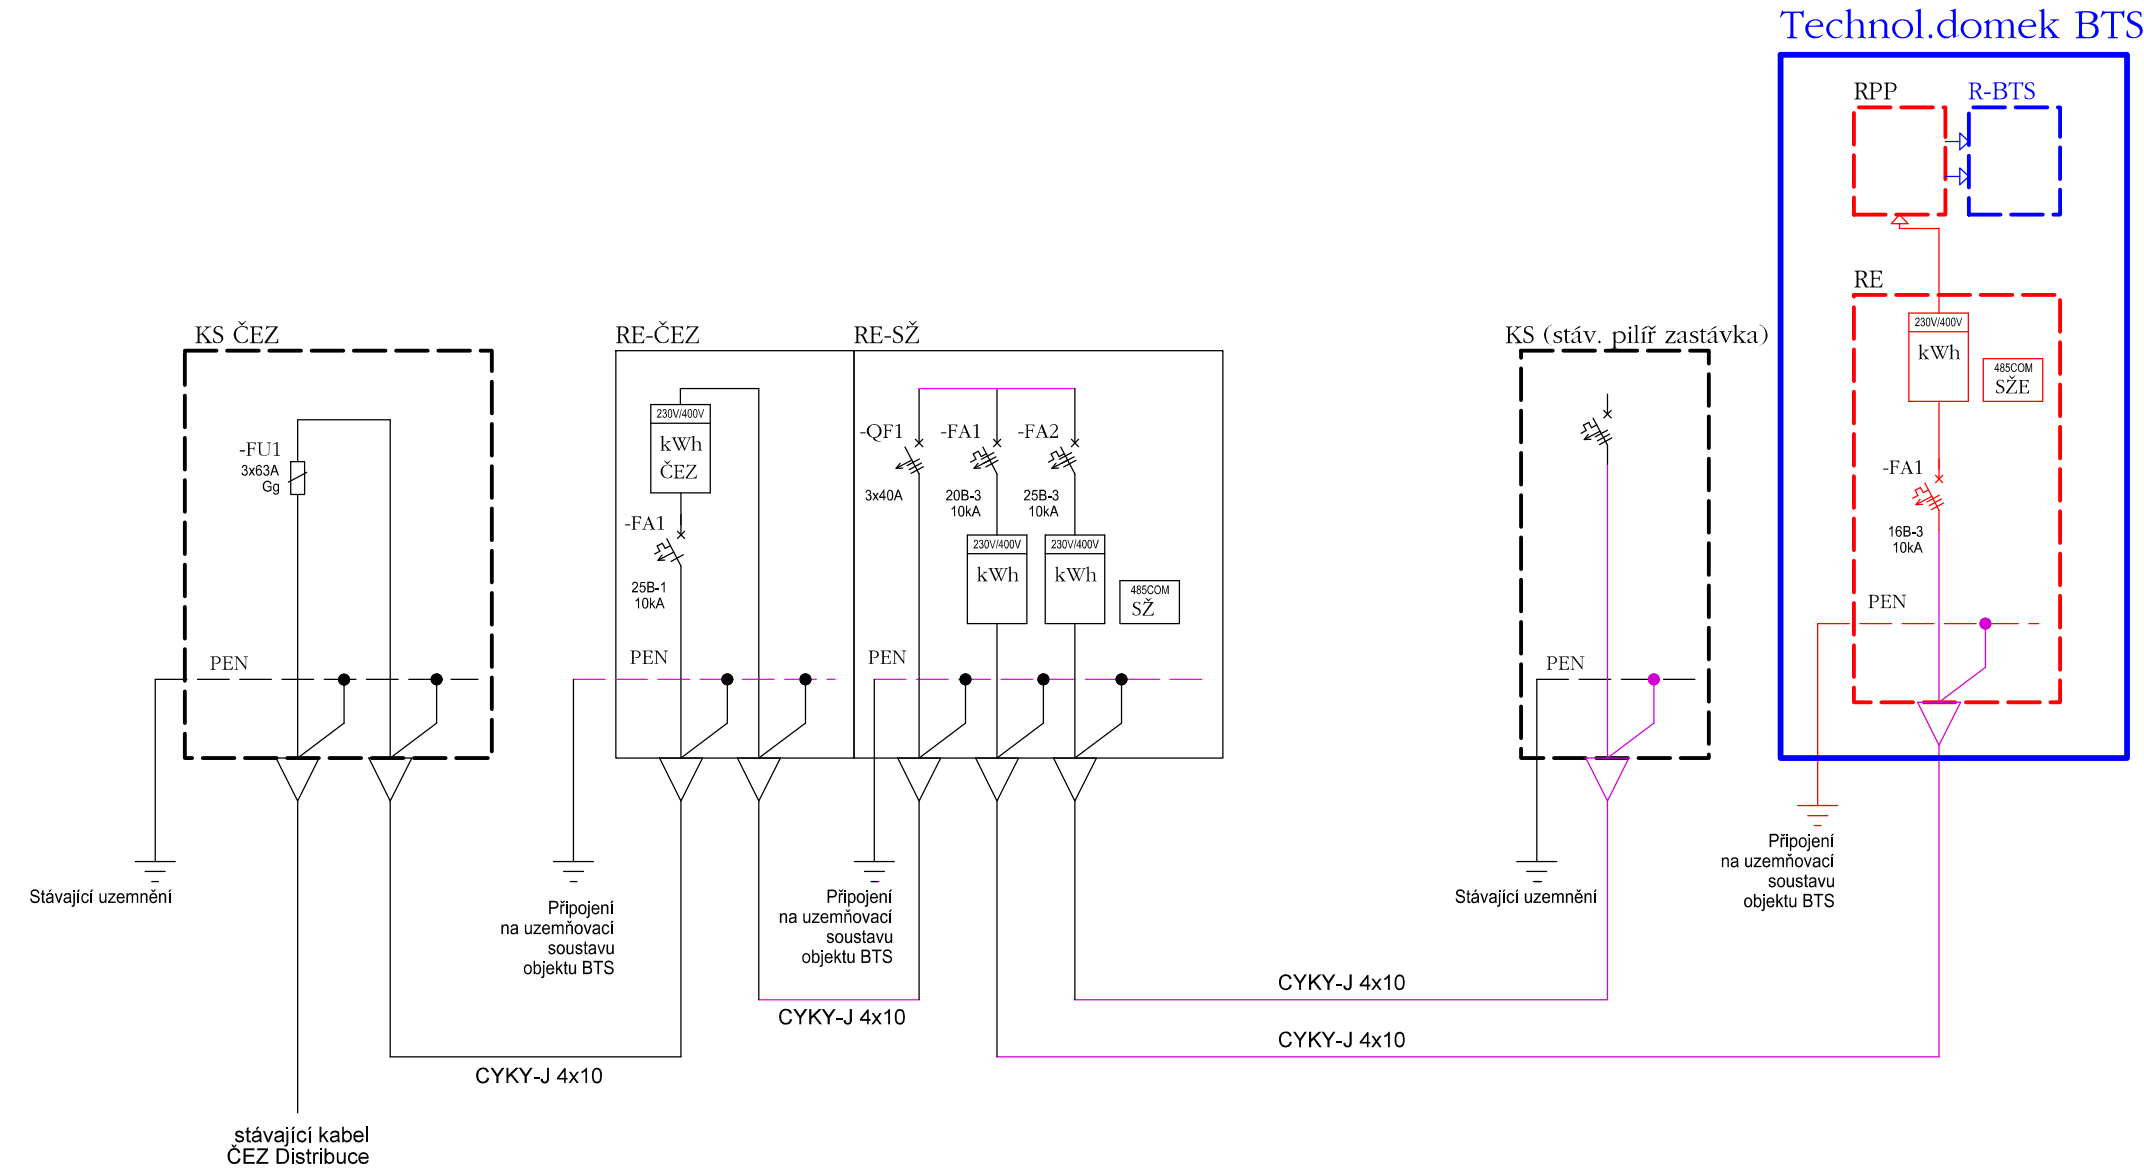 Technol.domek BTS
RPP
R-BTS
RE
230V/400V
kWh
485COM
SŽE
-FA1
16B-3
10kA
PEN
Připojení
na uzemňovací
soustavu
objektu BTS
KS ČEZ
-FU1
3x63A
Gg
PEN
Stávající uzemnění
stávající kabel
ČEZ Distribuce
CYKY-J 4x10
RE-ČEZ
230V/400V
kWh
ČEZ
-FA1
25B-1
10kA
PEN
Připojení
na uzemňovací
soustavu
objektu BTS
CYKY-J 4x10
RE-SŽ
-QF1
3x40A
-FA1
20B-3
10kA
-FA2
25B-3
10kA
230V/400V
kWh
230V/400V
kWh
485COM
SŽ
PEN
Připojení
na uzemňovací
soustavu
objektu BTS
CYKY-J 4x10
CYKY-J 4x10
KS (stáv. pilíř zastávka)
PEN
Stávající uzemnění